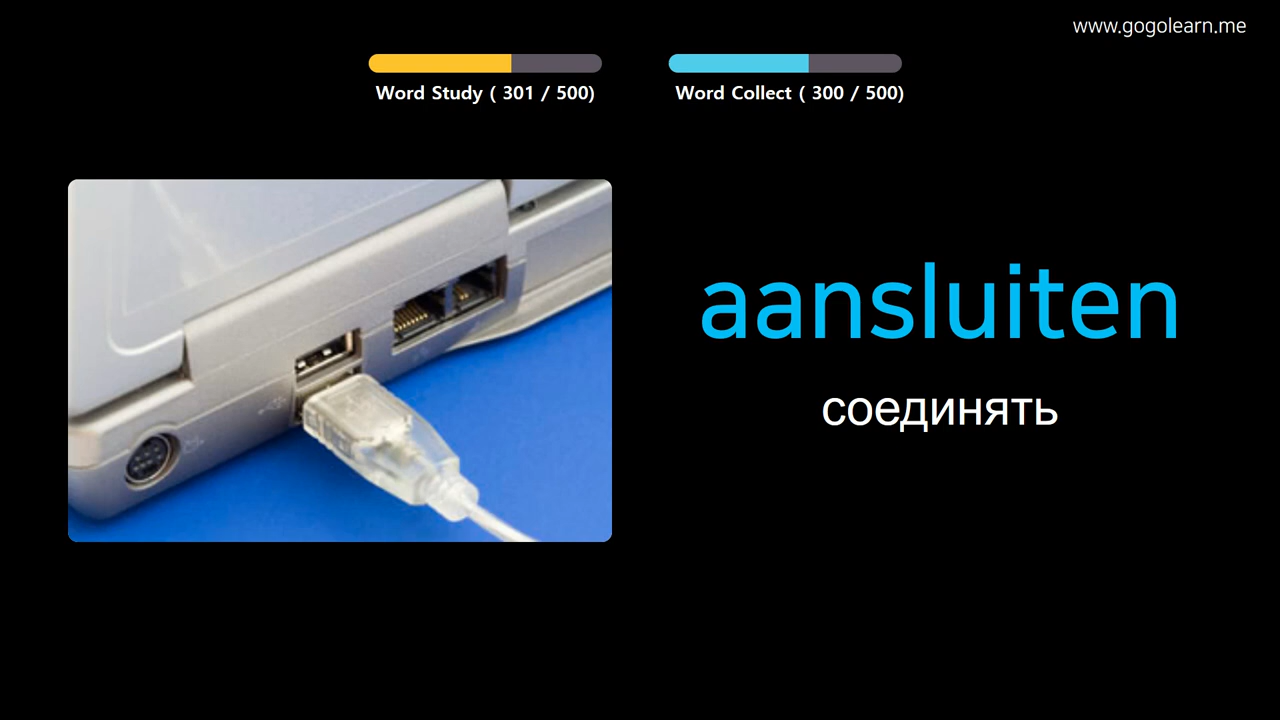 www.gogolearn.me
Word Study ( 301 / 500)
Word Collect ( 300 / 500)
aansluiten
соединять